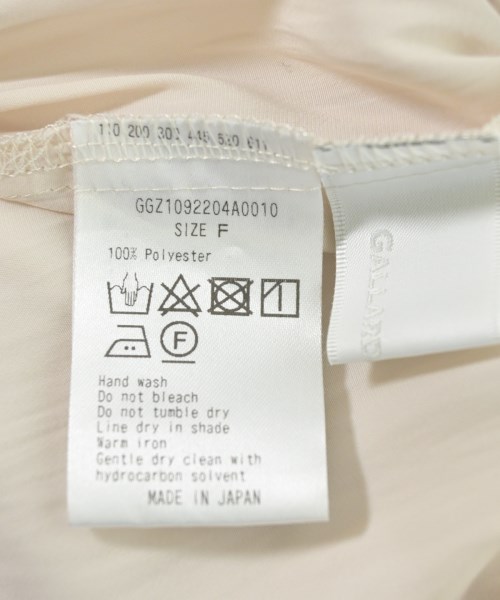 GGZ1092204A0010
SIZE F
100% Polyester
F
Hand wash
Do not bleach
Do not tumble dry
Line dry in shade
Warm iron
Gentle dry clean with
hydrocarbon solvent
MADE IN JAPAN